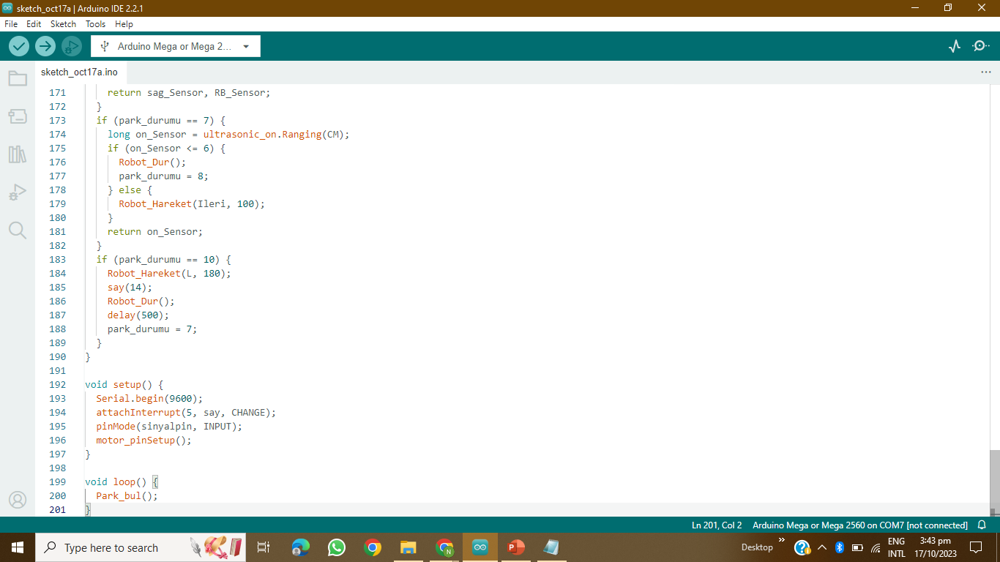 sketch_oct17a | Arduino IDE 2.2.1
File Edit Sketch Tools Help
Arduino Mega or Mega 2...
sketch_oct17a.ino
171 return sag_Sensor, RB_Sensor;
172 }
173 if (park_durumu == 7) {
174 long on_Sensor = ultrasonic_on.Ranging(CM);
175 if (on_Sensor <= 6) {
176 Robot_Dur();
177 park_durumu = 8;
178 } else {
179 Robot_Hareket(Ileri, 100);
180 }
181 return on_Sensor;
182 }
183 if (park_durumu == 10) {
184 Robot_Hareket(L, 180);
185 say(14);
186 Robot_Dur();
187 delay(500);
188 park_durumu = 7;
189 }
190 }
191
192 void setup() {
193 Serial.begin(9600);
194 attachInterrupt(5, say, CHANGE);
195 pinMode(sinyalpin, INPUT);
196 motor_pinSetup();
197 }
198
199 void loop() {
200 Park_bul();
201 }
Ln 201, Col 2 Arduino Mega or Mega 2560 on COM7 [not connected]
Type here to search
Desktop
ENG
INTL
3:43 pm
17/10/2023